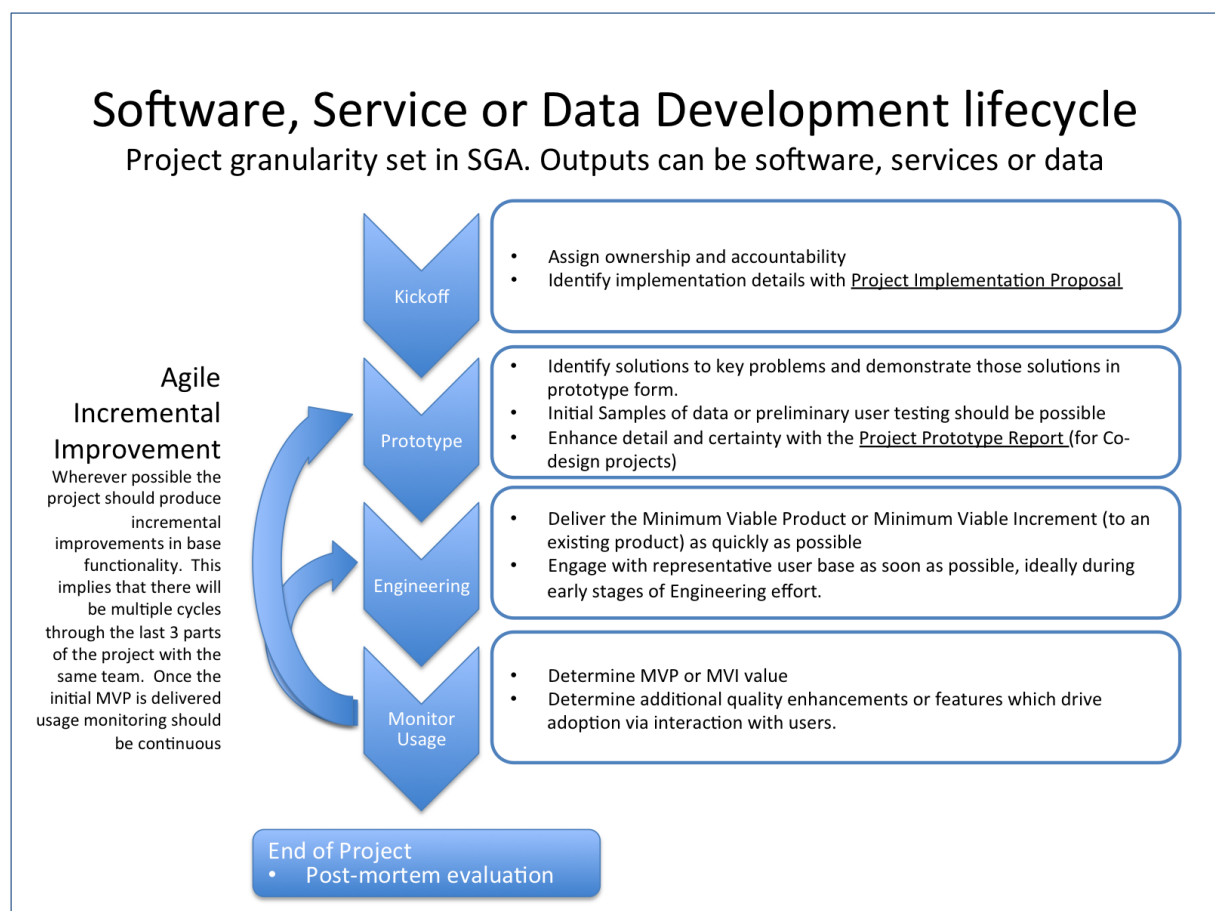 Software, Service or Data Development lifecycle
Project granularity set in SGA. Outputs can be software, services or data
Kickoff
• Assign ownership and accountability
• Identify implementation details with Project Implementation Proposal
Agile
Incremental
Improvement
Wherever possible the
project should produce
incremental
improvements in base
functionality. This
implies that there will
be multiple cycles
through the last 3 parts
of the project with the
same team. Once the
initial MVP is delivered
usage monitoring should
be continuous
Prototype
• Identify solutions to key problems and demonstrate those solutions in
prototype form.
• Initial Samples of data or preliminary user testing should be possible
• Enhance detail and certainty with the Project Prototype Report (for Co-
design projects)
Engineering
• Deliver the Minimum Viable Product or Minimum Viable Increment (to an
existing product) as quickly as possible
• Engage with representative user base as soon as possible, ideally during
early stages of Engineering effort.
Monitor
Usage
• Determine MVP or MVI value
• Determine additional quality enhancements or features which drive
adoption via interaction with users.
End of Project
• Post-mortem evaluation